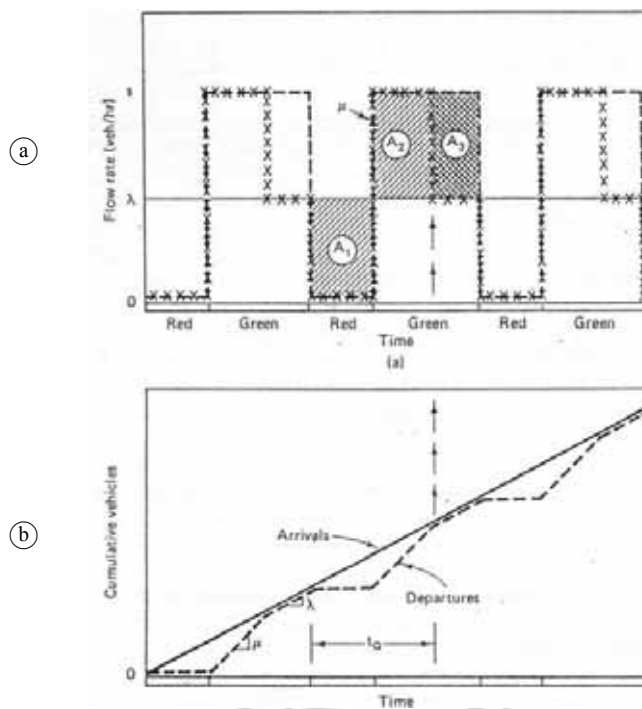 ⓐ
Flow rate (veh/hr)
s
λ
0
μ
A₁
A₂
A₃
Red Green Red Green Red Green
Time
(a)
ⓑ
Cumulative vehicles
0
Arrivals
Departures
λ
μ
t_Q
Time